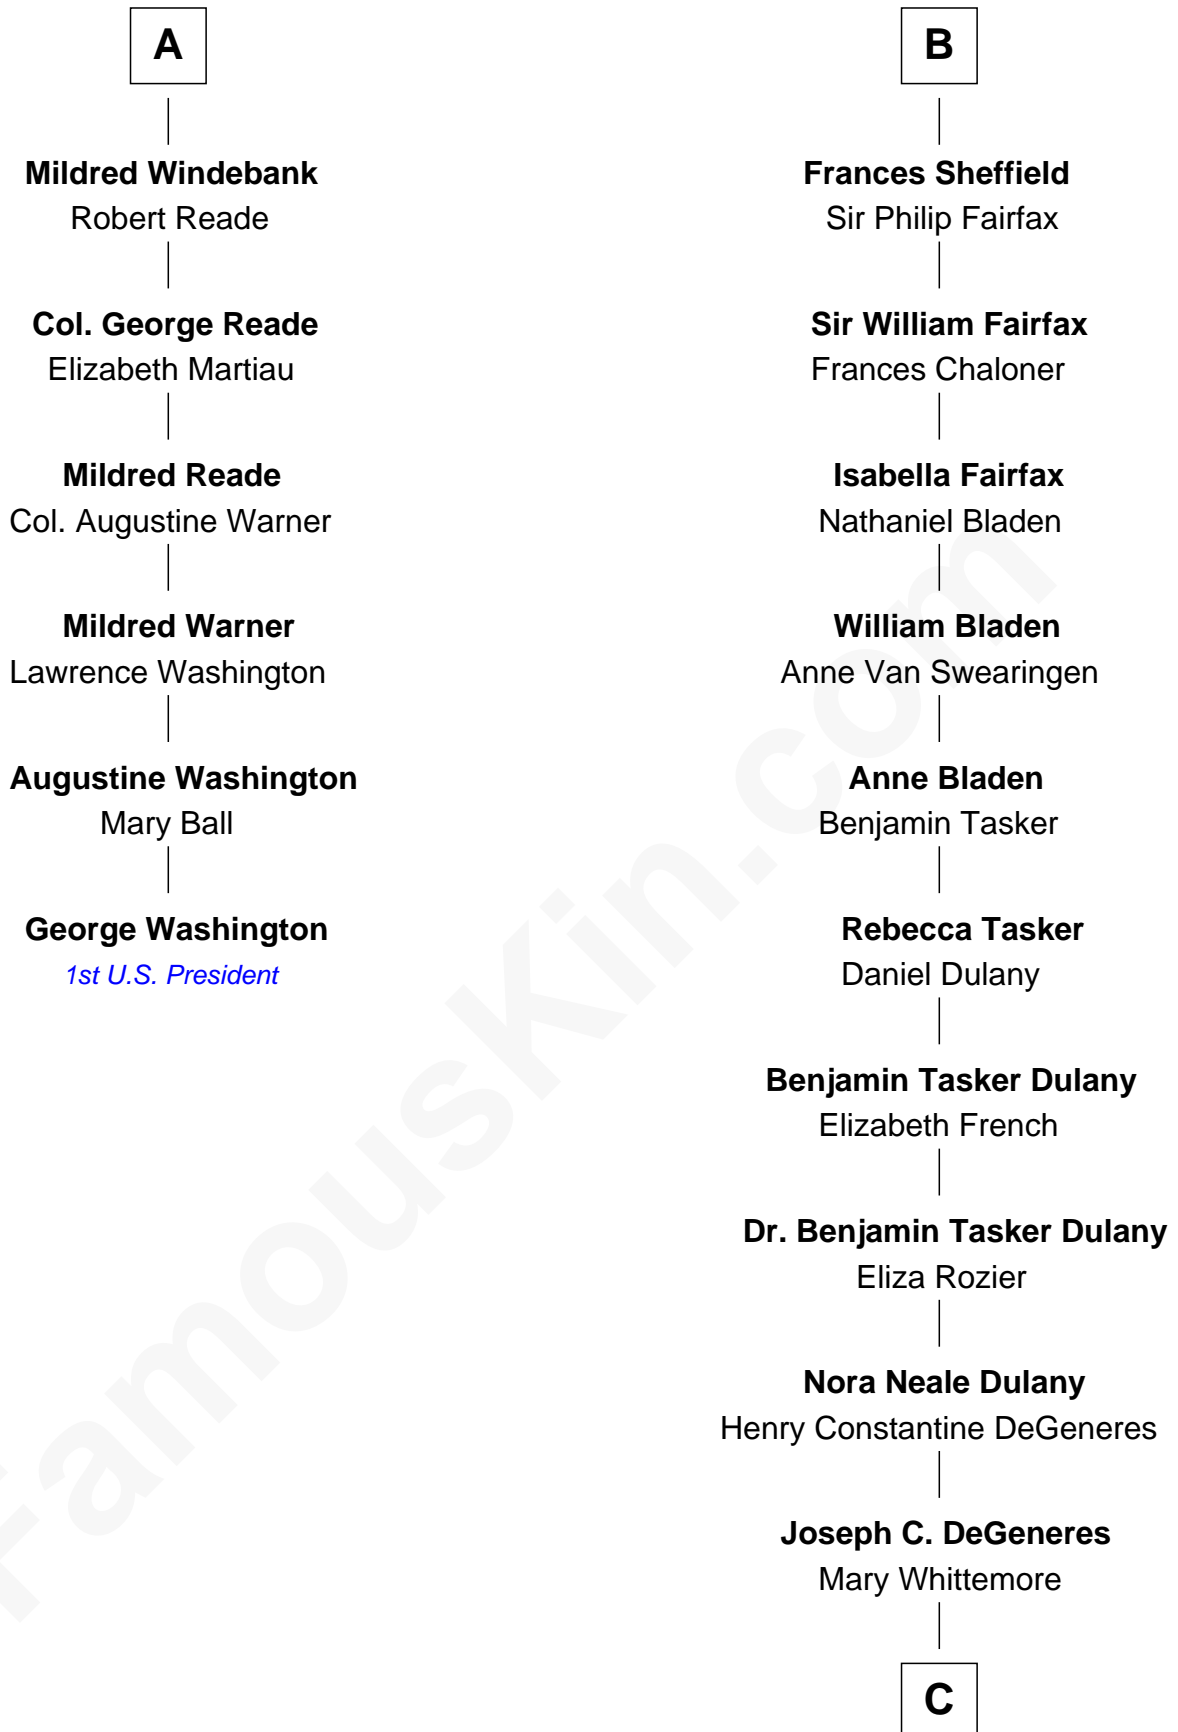 A
Mildred Windebank
Robert Reade
Col. George Reade
Elizabeth Martiau
Mildred Reade
Col. Augustine Warner
Mildred Warner
Lawrence Washington
Augustine Washington
Mary Ball
George Washington
1st U.S. President
B
Frances Sheffield
Sir Philip Fairfax
Sir William Fairfax
Frances Chaloner
Isabella Fairfax
Nathaniel Bladen
William Bladen
Anne Van Swearingen
Anne Bladen
Benjamin Tasker
Rebecca Tasker
Daniel Dulany
Benjamin Tasker Dulany
Elizabeth French
Dr. Benjamin Tasker Dulany
Eliza Rozier
Nora Neale Dulany
Henry Constantine DeGeneres
Joseph C. DeGeneres
Mary Whittemore
C
FamousKin.com